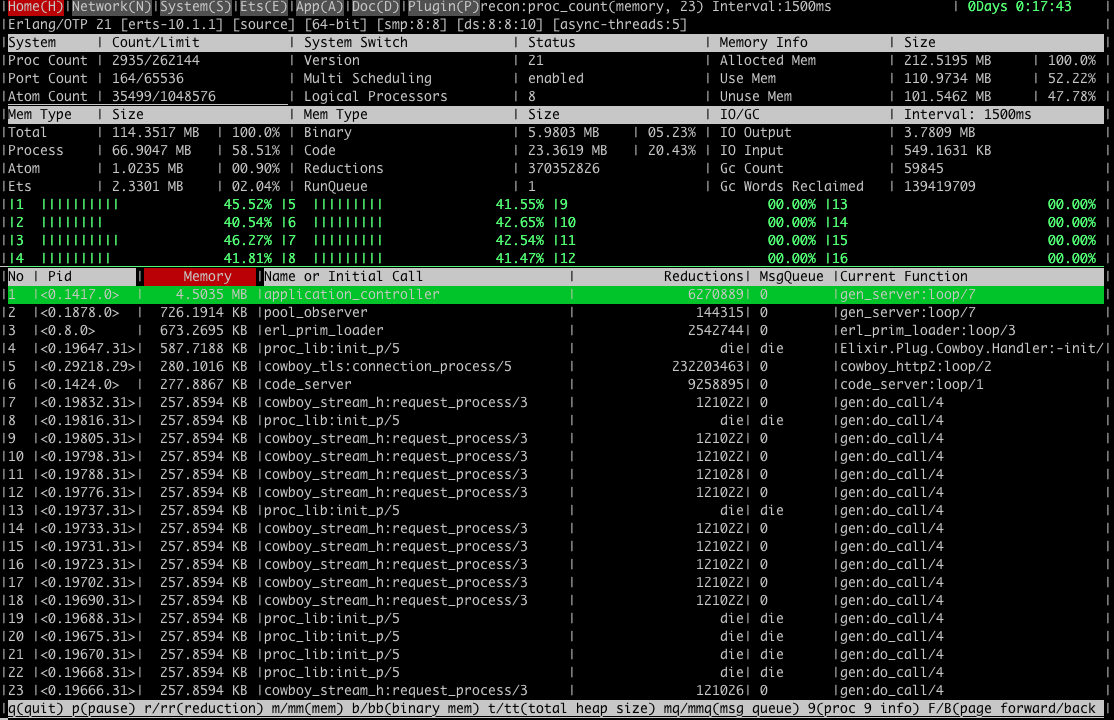 |Home(H)|Network(N)|System(S)|Ets(E)|App(A)|Doc(D)|Plugin(P)recon:proc_count(memory, 23) Interval:1500ms | 0Days 0:17:43 |
|Erlang/OTP 21 [erts-10.1.1] [source] [64-bit] [smp:8:8] [ds:8:8:10] [async-threads:5] |
|System | Count/Limit | System Switch | Status | Memory Info | Size |
|Proc Count | 2935/262144 | Version | 21 | Allocted Mem | 212.5195 MB | 100.0% |
|Port Count | 164/65536 | Multi Scheduling | enabled | Use Mem | 110.9734 MB | 52.22% |
|Atom Count | 35499/1048576 | Logical Processors | 8 | Unuse Mem | 101.5462 MB | 47.78% |
|Mem Type | Size | Mem Type | Size | IO/GC | Interval: 1500ms |
|Total | 114.3517 MB | 100.0% | Binary | 5.9803 MB | 05.23% | IO Output | 3.7809 MB |
|Process | 66.9047 MB | 58.51% | Code | 23.3619 MB | 20.43% | IO Input | 549.1631 KB |
|Atom | 1.0235 MB | 00.90% | Reductions | 370352826 | Gc Count | 59845 |
|Ets | 2.3301 MB | 02.04% | RunQueue | 1 | Gc Words Reclaimed | 139419709 |
|1 |||||||||| 45.52% |5 ||||||||| 41.55% |9 00.00% |13 00.00% |
|2 |||||||| 40.54% |6 ||||||||| 42.65% |10 00.00% |14 00.00% |
|3 |||||||||| 46.27% |7 ||||||||| 42.54% |11 00.00% |15 00.00% |
|4 ||||||||| 41.81% |8 ||||||||| 41.47% |12 00.00% |16 00.00% |
|No | Pid | Memory |Name or Initial Call | Reductions| MsgQueue |Current Function |
|1 |<0.1417.0> | 4.5035 MB |application_controller | 6270889| 0 |gen_server:loop/7 |
|2 |<0.1878.0> | 726.1914 KB |pool_observer | 144315| 0 |gen_server:loop/7 |
|3 |<0.8.0> | 673.2695 KB |erl_prim_loader | 2542744| 0 |erl_prim_loader:loop/3 |
|4 |<0.19647.31>| 587.7188 KB |proc_lib:init_p/5 | die| die |Elixir.Plug.Cowboy.Handler:-init/|
|5 |<0.29218.29>| 280.1016 KB |cowboy_tls:connection_process/5 | 232203463| 0 |cowboy_http2:loop/2 |
|6 |<0.1424.0> | 277.8867 KB |code_server | 9258895| 0 |code_server:loop/1 |
|7 |<0.19832.31>| 257.8594 KB |cowboy_stream_h:request_process/3 | 121022| 0 |gen:do_call/4 |
|8 |<0.19816.31>| 257.8594 KB |proc_lib:init_p/5 | die| die |gen:do_call/4 |
|9 |<0.19805.31>| 257.8594 KB |cowboy_stream_h:request_process/3 | 121022| 0 |gen:do_call/4 |
|10 |<0.19798.31>| 257.8594 KB |cowboy_stream_h:request_process/3 | 121022| 0 |gen:do_call/4 |
|11 |<0.19788.31>| 257.8594 KB |cowboy_stream_h:request_process/3 | 121028| 0 |gen:do_call/4 |
|12 |<0.19776.31>| 257.8594 KB |cowboy_stream_h:request_process/3 | 121022| 0 |gen:do_call/4 |
|13 |<0.19737.31>| 257.8594 KB |proc_lib:init_p/5 | die| die |gen:do_call/4 |
|14 |<0.19733.31>| 257.8594 KB |cowboy_stream_h:request_process/3 | 121022| 0 |gen:do_call/4 |
|15 |<0.19731.31>| 257.8594 KB |cowboy_stream_h:request_process/3 | 121022| 0 |gen:do_call/4 |
|16 |<0.19723.31>| 257.8594 KB |cowboy_stream_h:request_process/3 | 121022| 0 |gen:do_call/4 |
|17 |<0.19702.31>| 257.8594 KB |cowboy_stream_h:request_process/3 | 121022| 0 |gen:do_call/4 |
|18 |<0.19690.31>| 257.8594 KB |cowboy_stream_h:request_process/3 | 121022| 0 |gen:do_call/4 |
|19 |<0.19688.31>| 257.8594 KB |proc_lib:init_p/5 | die| die |gen:do_call/4 |
|20 |<0.19675.31>| 257.8594 KB |proc_lib:init_p/5 | die| die |gen:do_call/4 |
|21 |<0.19670.31>| 257.8594 KB |proc_lib:init_p/5 | die| die |gen:do_call/4 |
|22 |<0.19668.31>| 257.8594 KB |proc_lib:init_p/5 | die| die |gen:do_call/4 |
|23 |<0.19666.31>| 257.8594 KB |cowboy_stream_h:request_process/3 | 121026| 0 |gen:do_call/4 |
|q(quit) p(pause) r/rr(reduction) m/mm(mem) b/bb(binary mem) t/tt(total heap size) mq/mmq(msg queue) 9(proc 9 info) F/B(page forward/back |